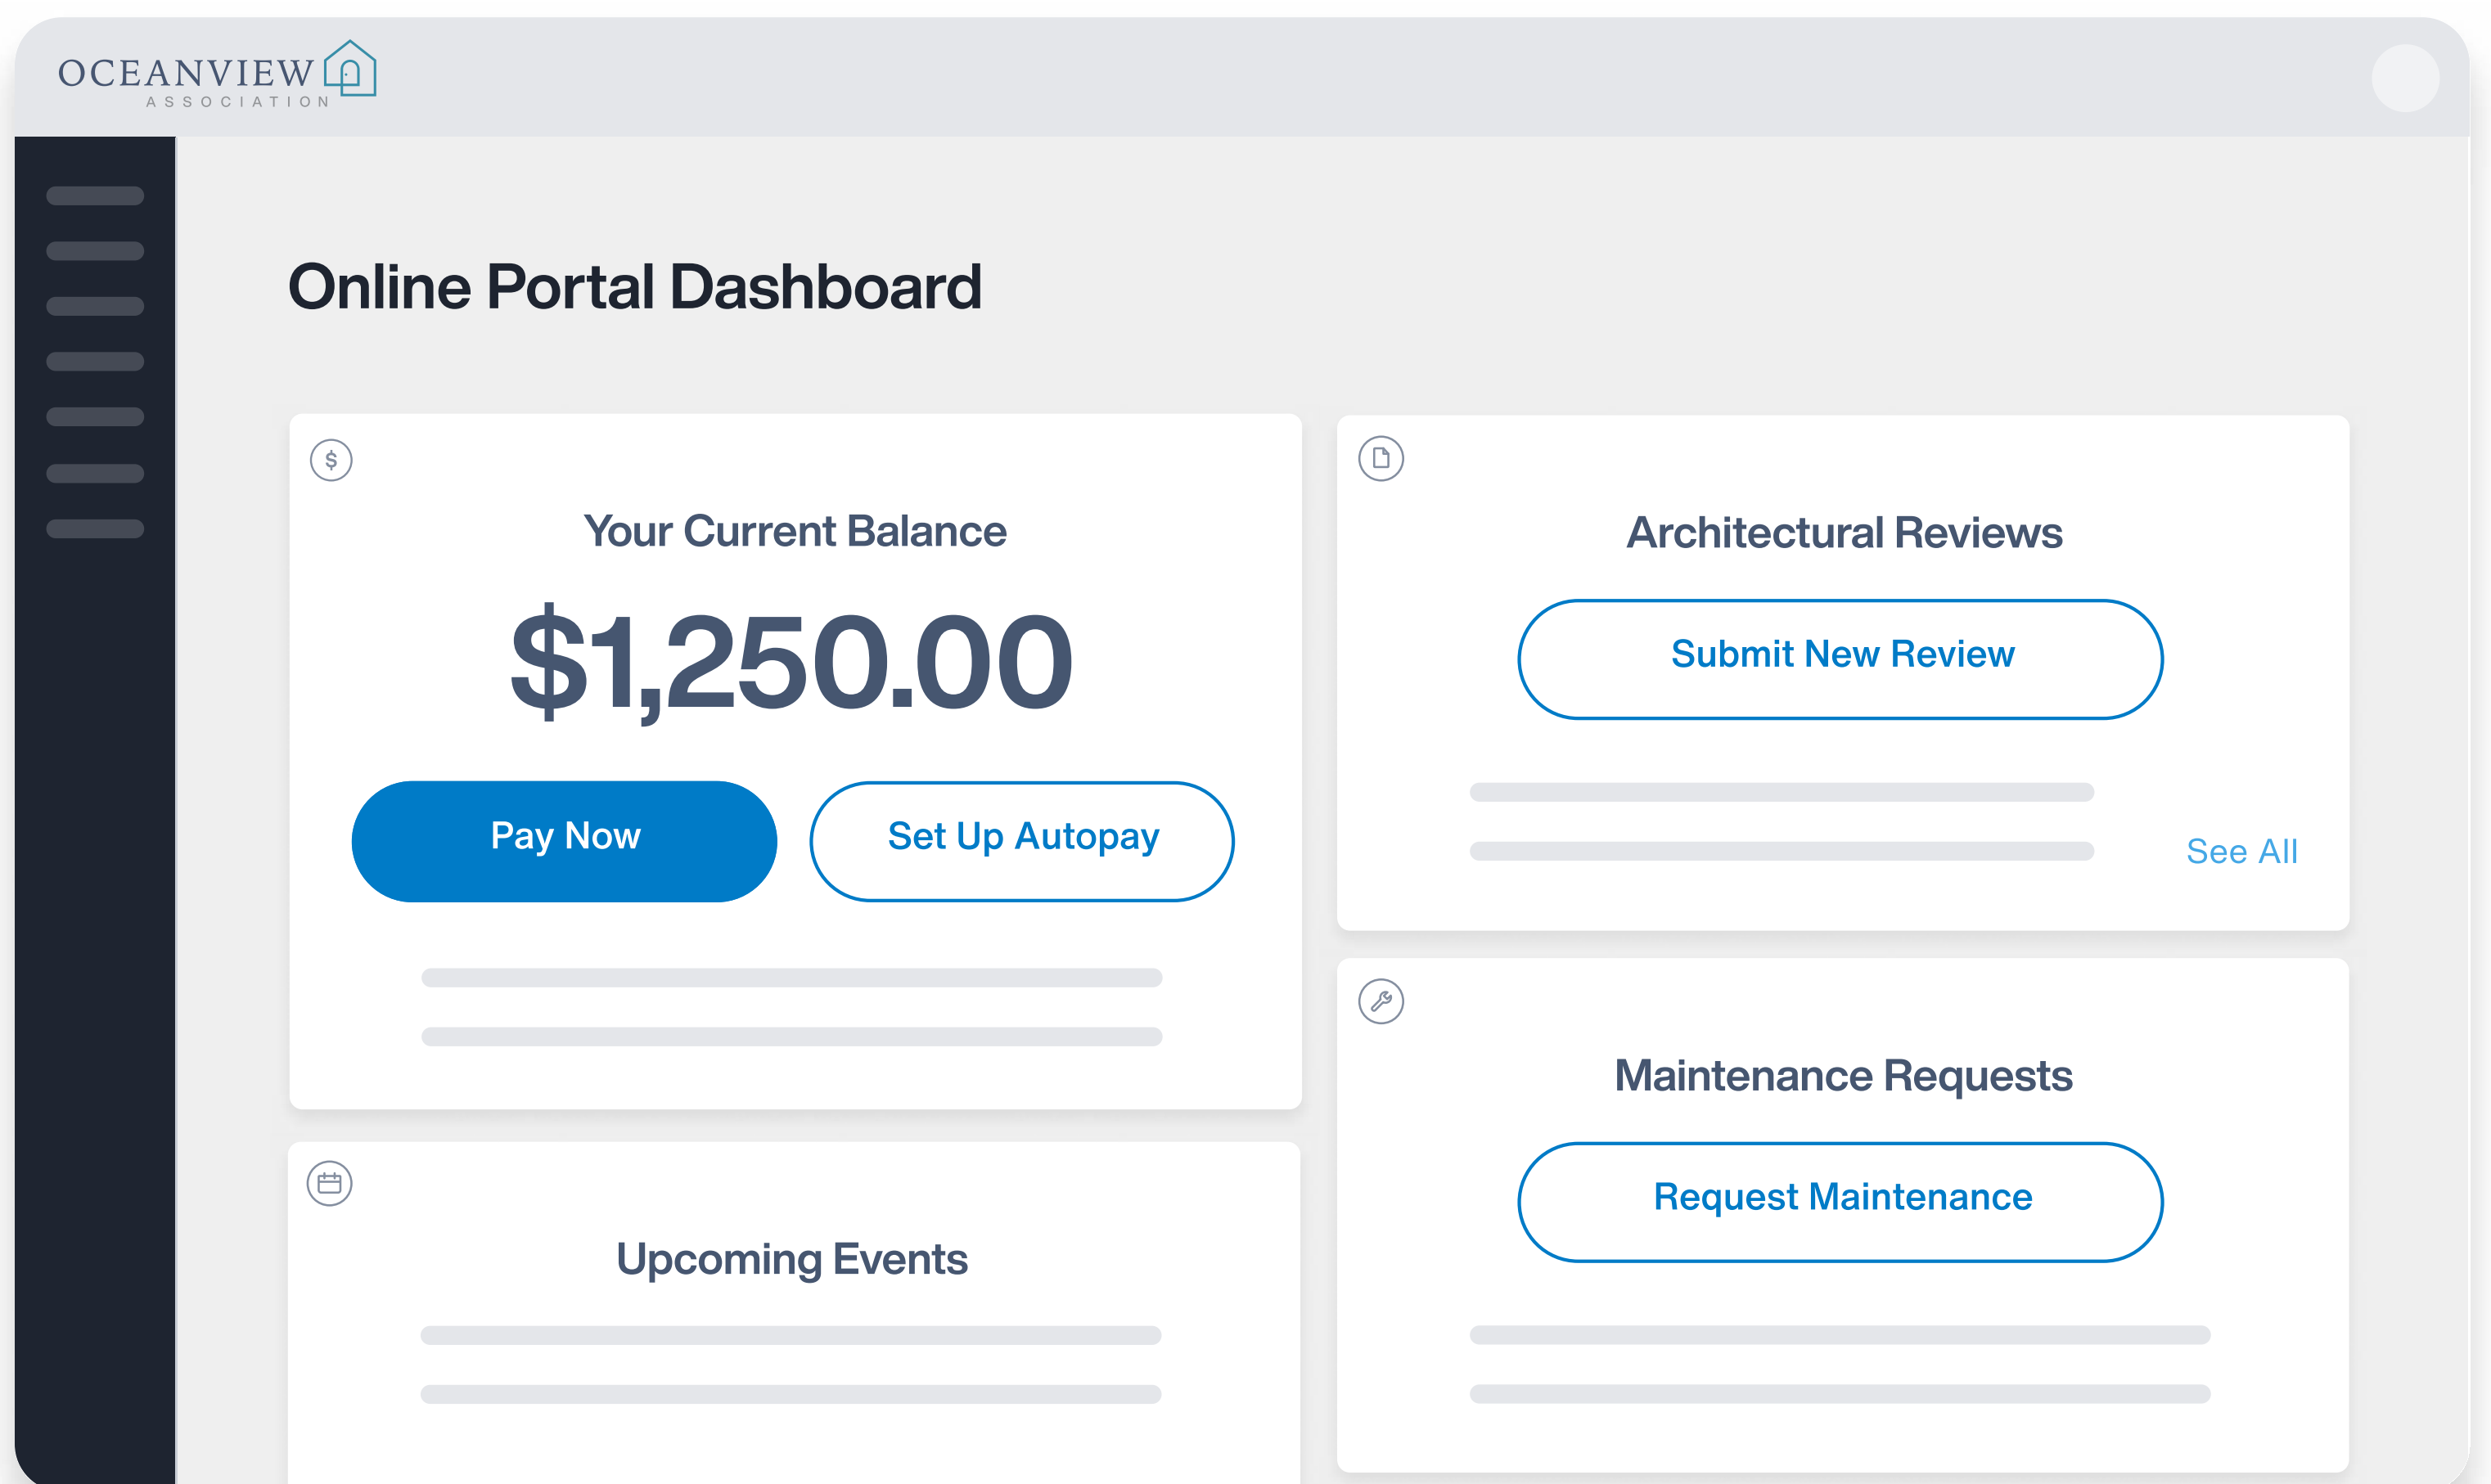 OCEANVIEW
ASSOCIATION
Online Portal Dashboard
$
Your Current Balance
$1,250.00
Pay Now
Set Up Autopay
Architectural Reviews
Submit New Review
See All
Upcoming Events
Maintenance Requests
Request Maintenance